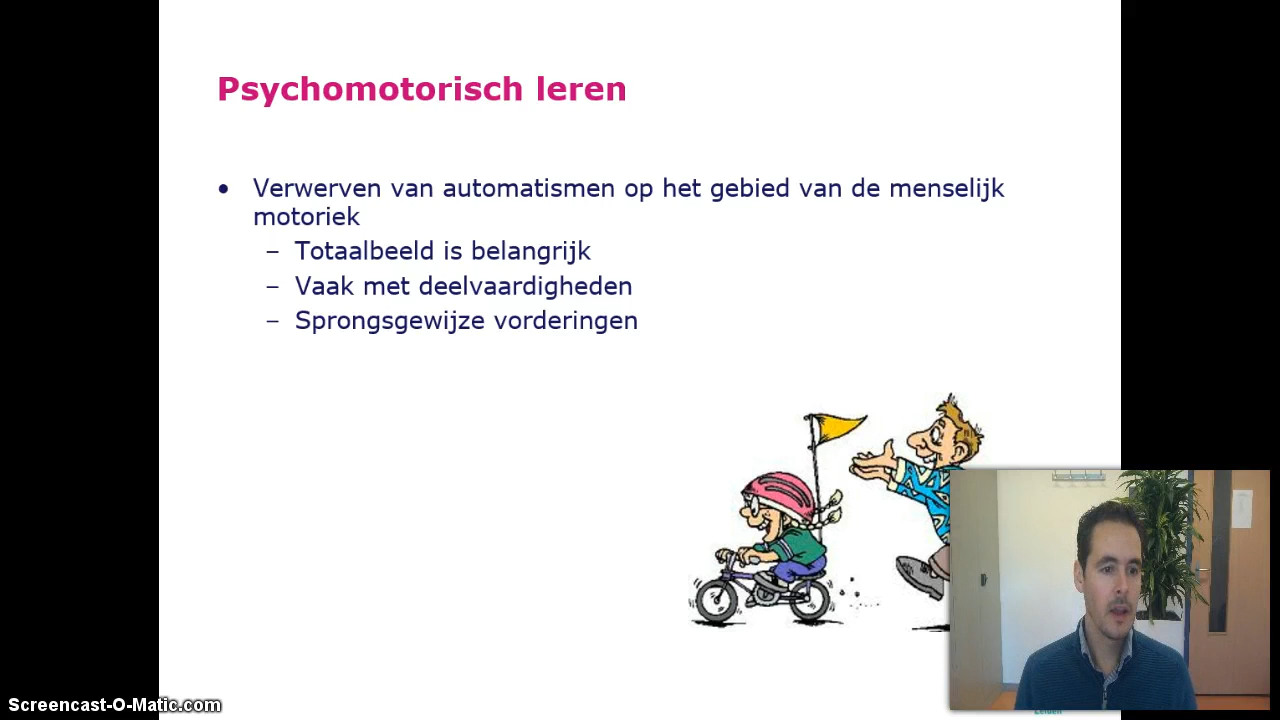 Psychomotorisch leren
• Verwerven van automatismen op het gebied van de menselijk
motoriek
– Totaalbeeld is belangrijk
– Vaak met deelvaardigheden
– Sprongsgewijze vorderingen
Screencast-O-Matic.com
Leiden